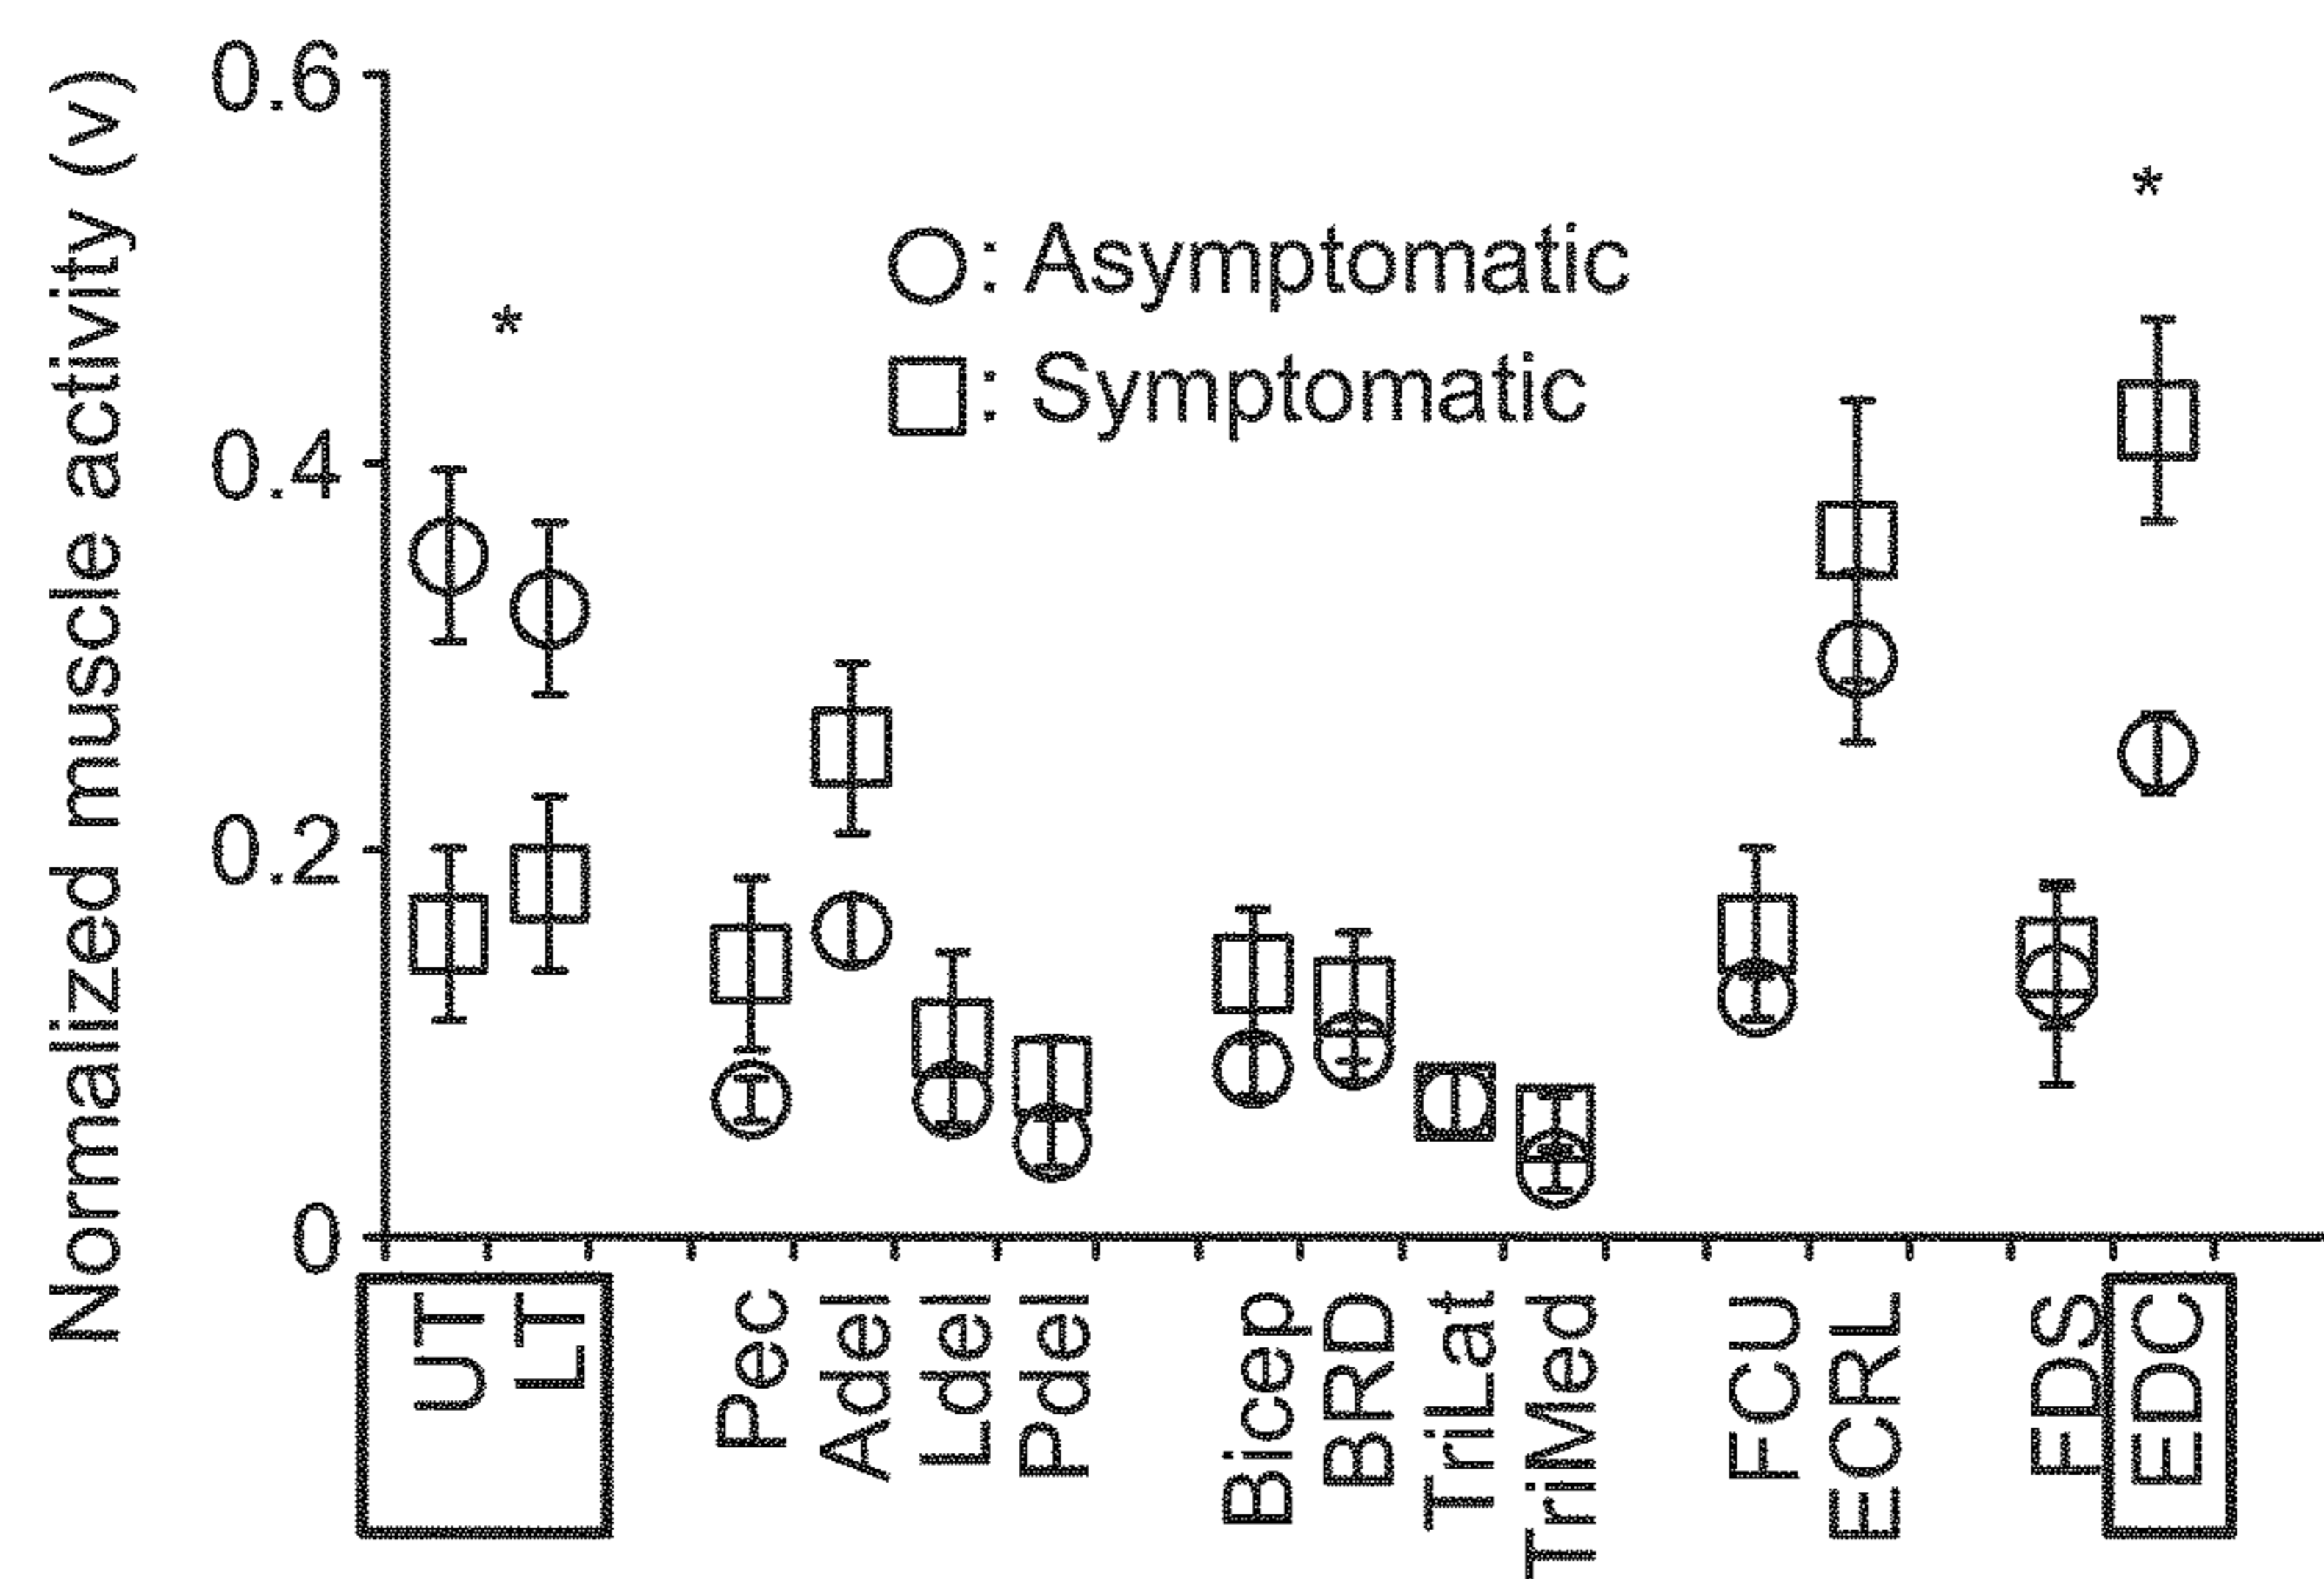 Normalized muscle activity (v)
0.6
0.4
0.2
0
*
*
: Asymptomatic
: Symptomatic
UT
LT
Pec
Adel
Ldel
Pdel
Bicep
BRD
TriLat
TriMed
FCU
ECRL
FDS
EDC